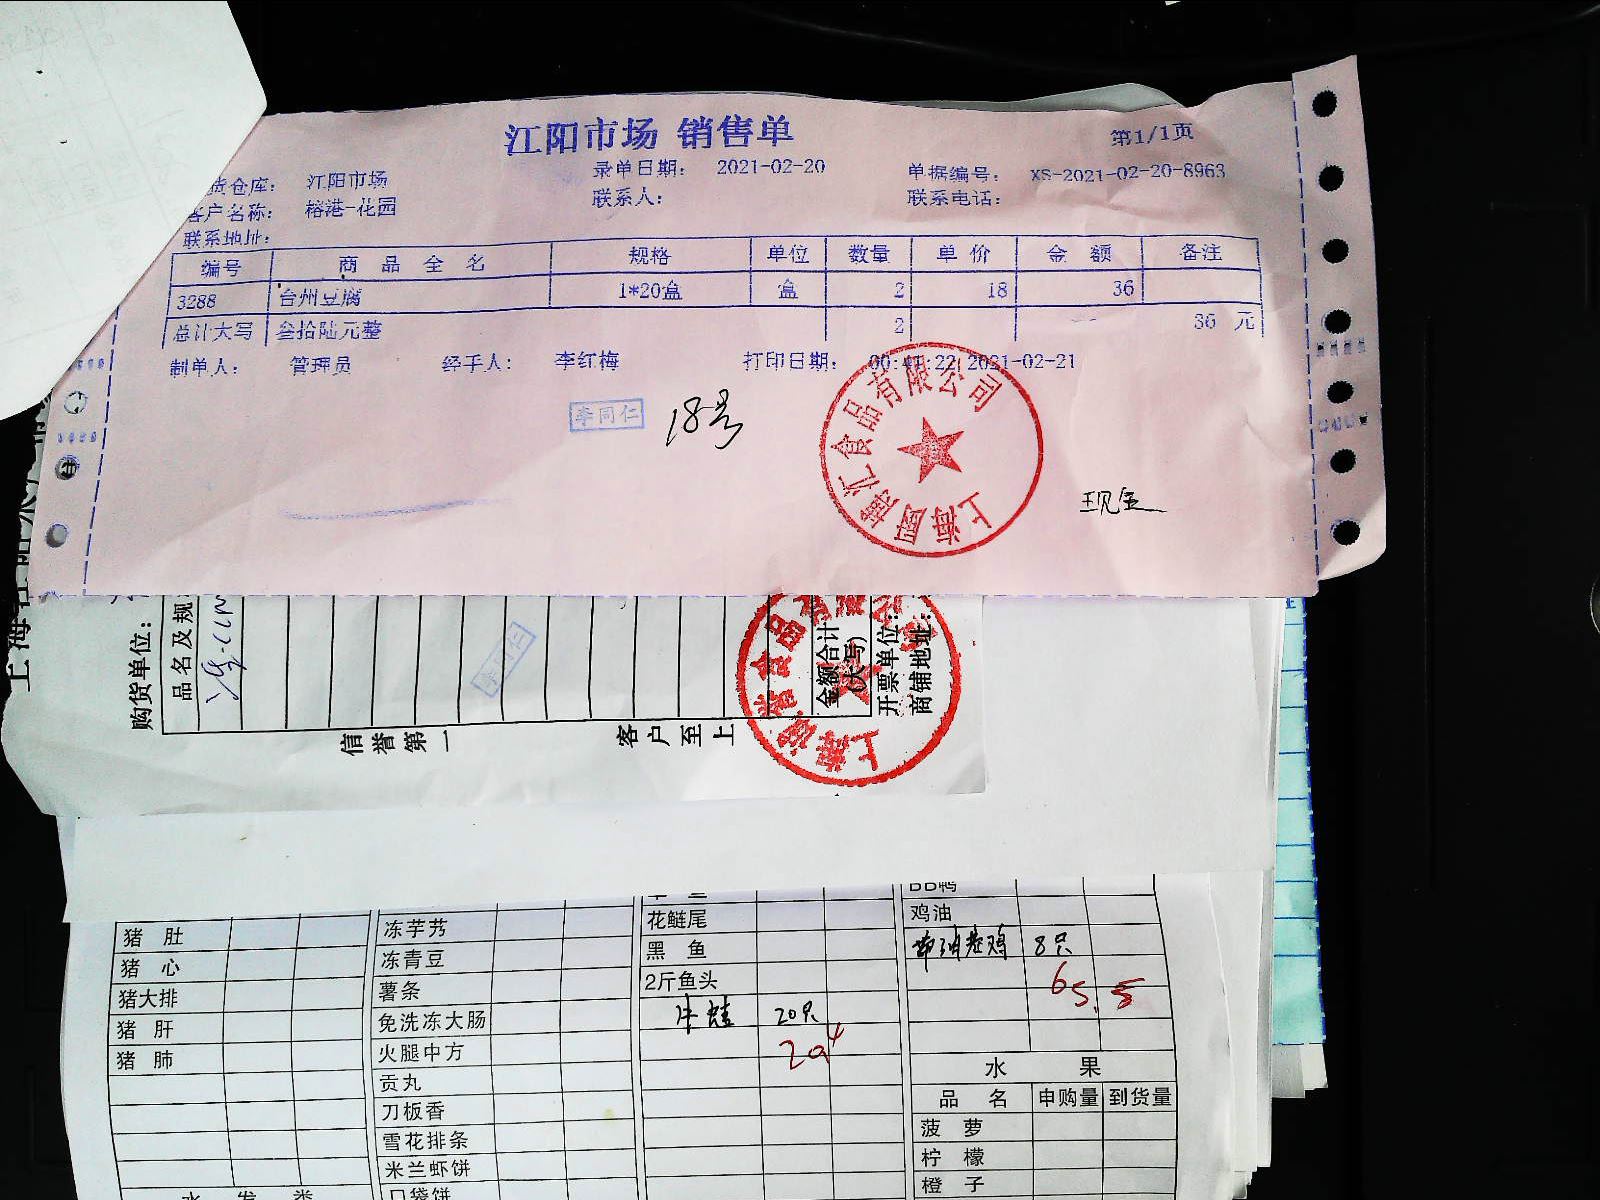 江阳市场 销售单
第1/1页
货仓库： 江阳市场 录单日期： 2021-02-20 单据编号： XS-2021-02-20-8963
客户名称： 榕港-花园 联系人： 联系电话：
联系地址：
编号 商品全名 规格 单位 数量 单价 金额 备注
3288 台州豆腐 1*20盒 盒 2 18 36
总计大写 叁拾陆元整 2 36 元
制单人： 管理员 经手人： 李红梅 打印日期： 00:41:22 2021-02-21
李同仁 18号
现金
购货单位：
品名及规
李同仁
金额合计
(大写)
开票单位：
商铺地址：
信誉第一 客户至上
猪肚 冻芋艿 花鲢尾 鸡油
猪心 冻青豆 黑鱼 8只
猪大排 薯条 2斤鱼头 65.5
猪肝 免洗冻大肠 牛蛙 20只
猪肺 火腿中方 水果
贡丸 品名 申购量 到货量
刀板香 菠萝
雪花排条 柠檬
米兰虾饼 橙子
水发类 口袋饼